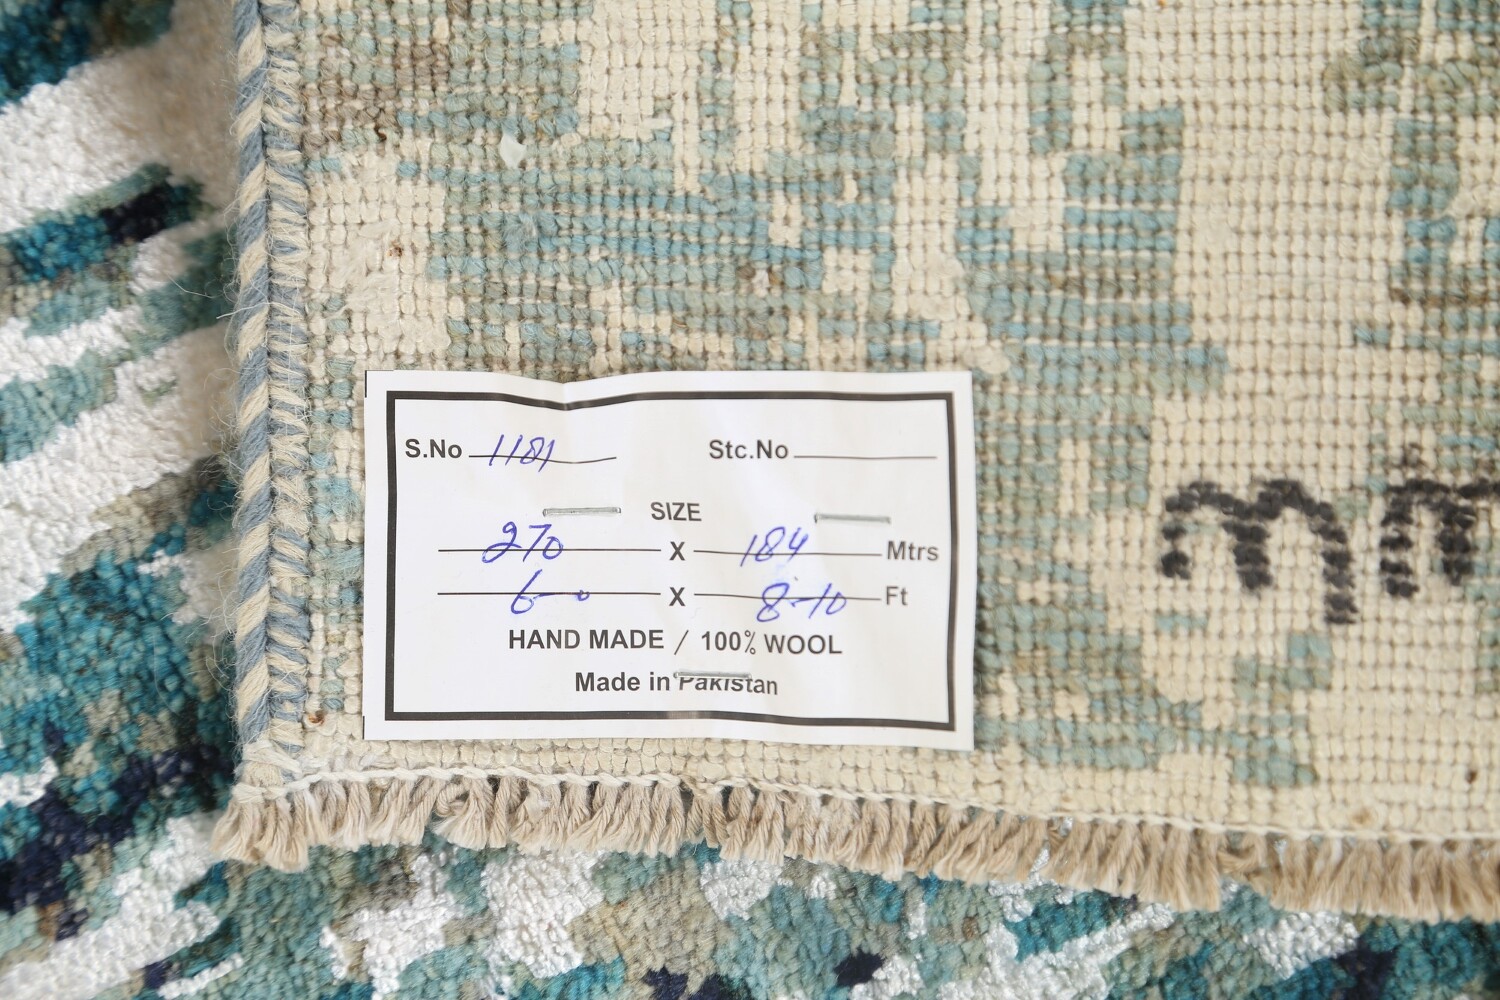 S.No 1181 Stc.No
SIZE
270 X 184 Mtrs
6-0 X 8-10 Ft
HAND MADE / 100% WOOL
Made in Pakistan